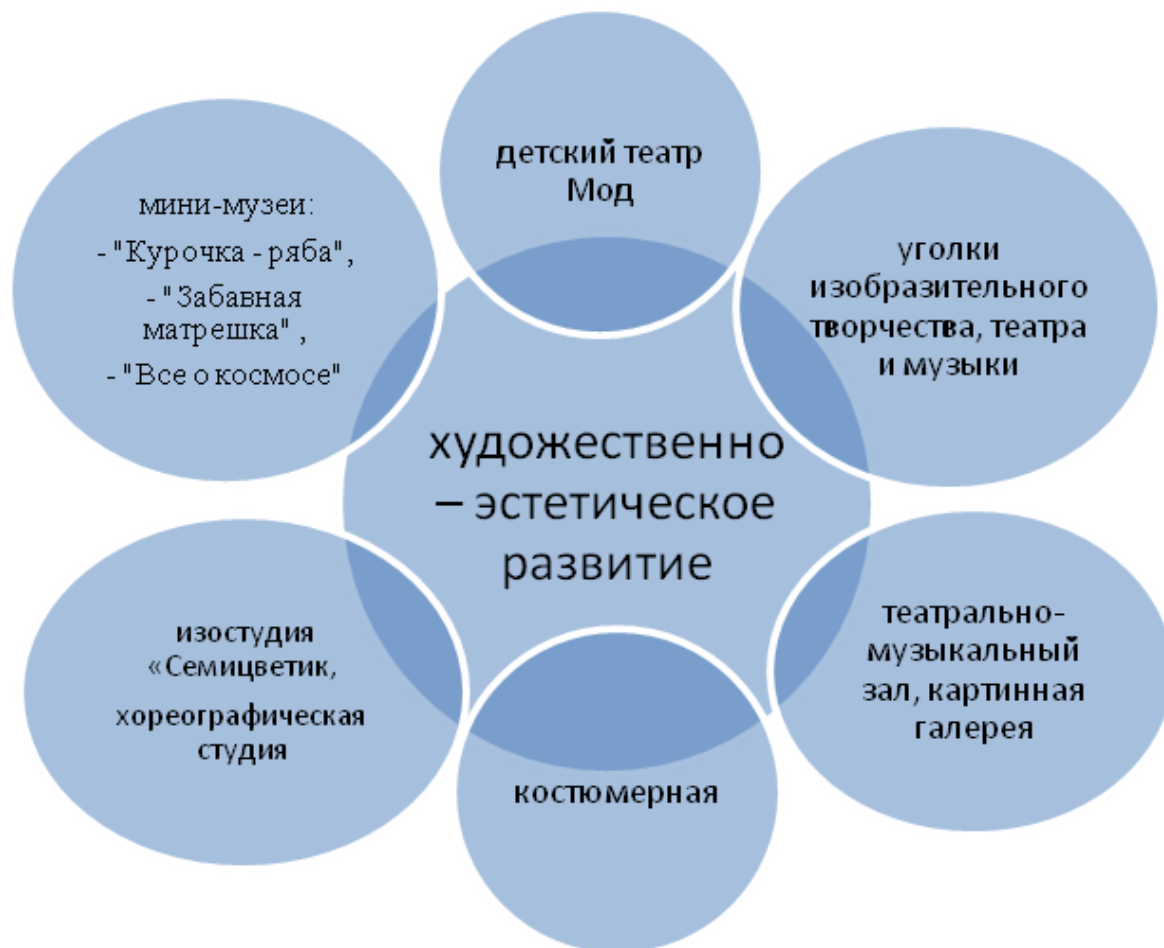 детский театр
Мод
мини-музеи:
- "Курочка - ряба",
- "Забавная
матрешка" ,
- "Все о космосе"
уголки
изобразительного
творчества, театра
и музыки
художественно
– эстетическое
развитие
изостудия
«Семицветик,
хореографическая
студия
театрально-
музыкальный
зал, картинная
галерея
костюмерная